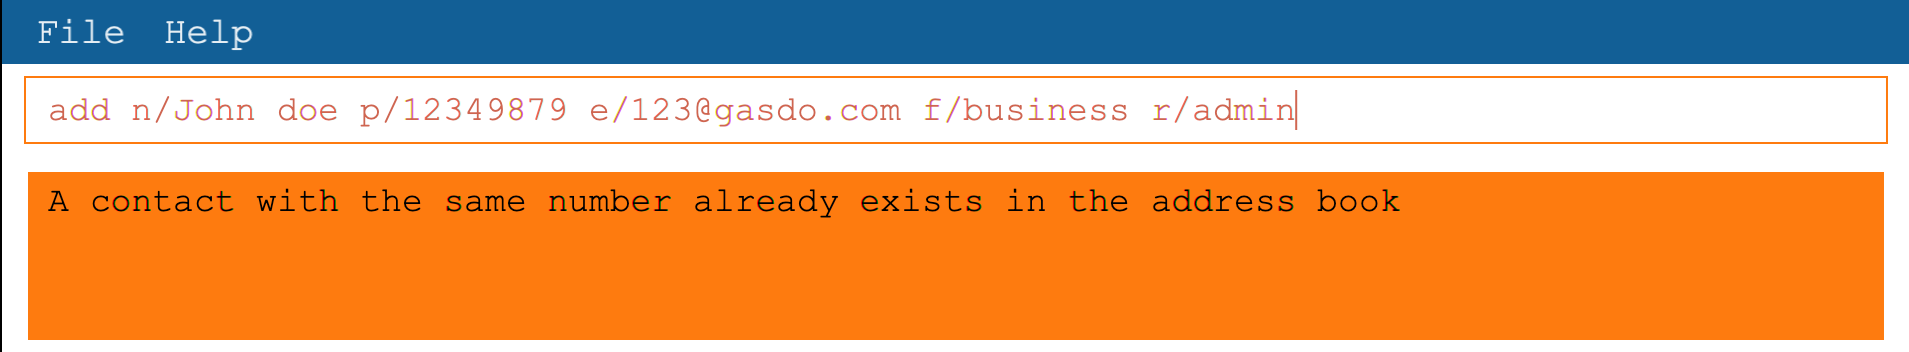 File Help
add n/John doe p/12349879 e/123@gasdo.com f/business r/admin
A contact with the same number already exists in the address book